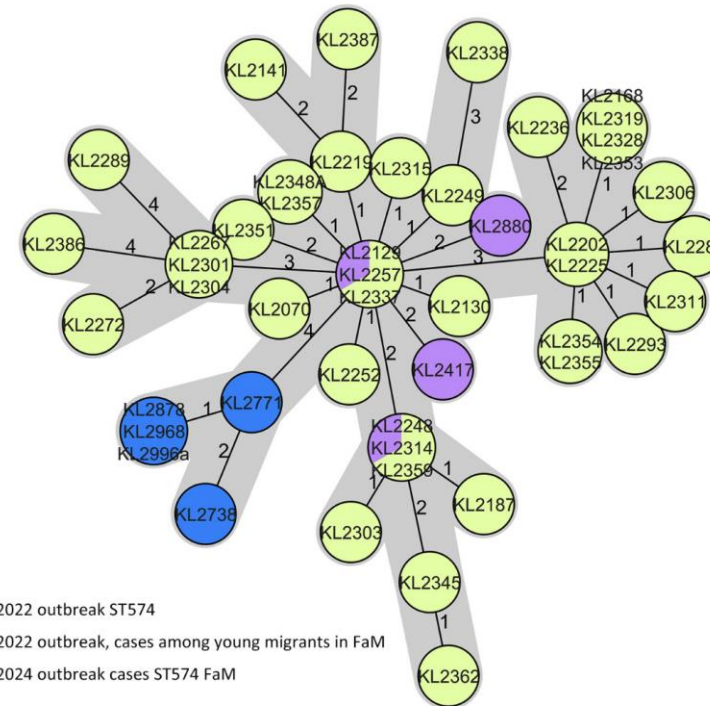 KL2387
KL2338
KL2141
2
2
3
KL2168
KL2319
KL2328
KL2353
KL2236
KL2289
KL2219
KL2315
KL2249
2
1
KL2306
KL2348A
KL2357
4
1
1
1
1
1
KL2351
KL2880
KL2386
4
KL2267
KL2301
KL2304
2
2
KL2202
KL2225
1
KL228
3
KL2129
KL2257
KL2337
3
1
KL2272
2
KL2070
1
1
KL2130
1
1
1
KL2311
4
1
2
KL2354
KL2355
KL2293
2
KL2252
KL2417
KL2878
KL2968
KL2996a
1
KL2771
2
KL2248
KL2314
KL2359
1
1
KL2738
KL2303
2
KL2187
KL2345
1
KL2362
2022 outbreak ST574
2022 outbreak, cases among young migrants in FaM
2024 outbreak cases ST574 FaM